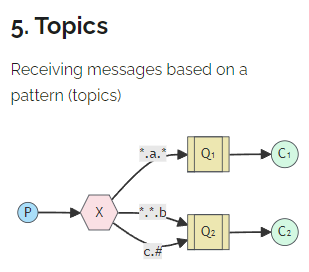 5. Topics
Receiving messages based on a
pattern (topics)
*.a.*
Q1
C1
P
X
*.*.b
Q2
C2
c.#